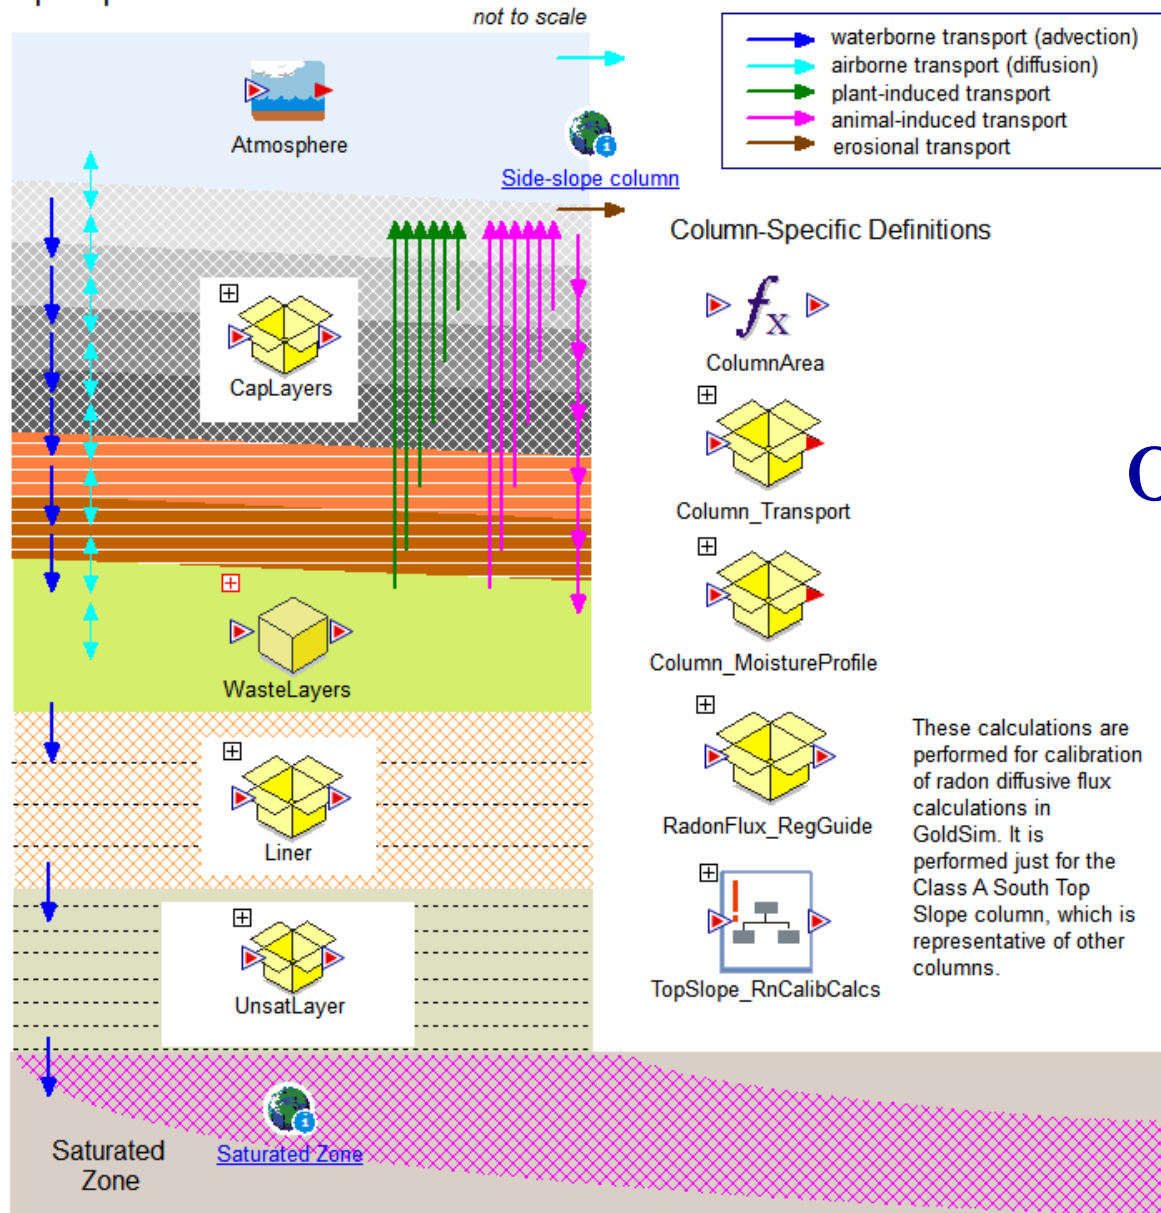 not to scale
waterborne transport (advection)
airborne transport (diffusion)
plant-induced transport
animal-induced transport
erosional transport
Atmosphere
Side-slope column
Column-Specific Definitions
fx
ColumnArea
CapLayers
Column_Transport
Column_MoistureProfile
WasteLayers
RadonFlux_RegGuide
These calculations are
performed for calibration
of radon diffusive flux
calculations in
GoldSim. It is
performed just for the
Class A South Top
Slope column, which is
representative of other
columns.
Liner
TopSlope_RnCalibCalcs
UnsatLayer
Saturated
Zone
Saturated Zone